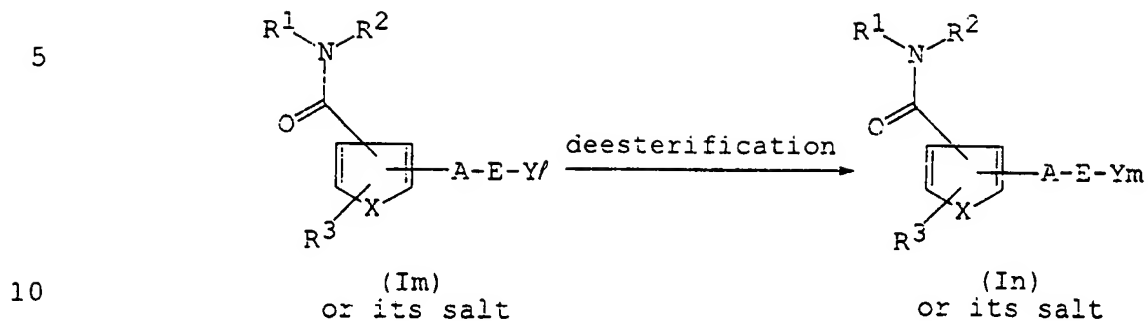 R1 R2 R1 R2
5
N N
O O
deesterification
A-E-Yℓ A-E-Ym
X X
R3 R3
(Im) (In)
10
or its salt or its salt